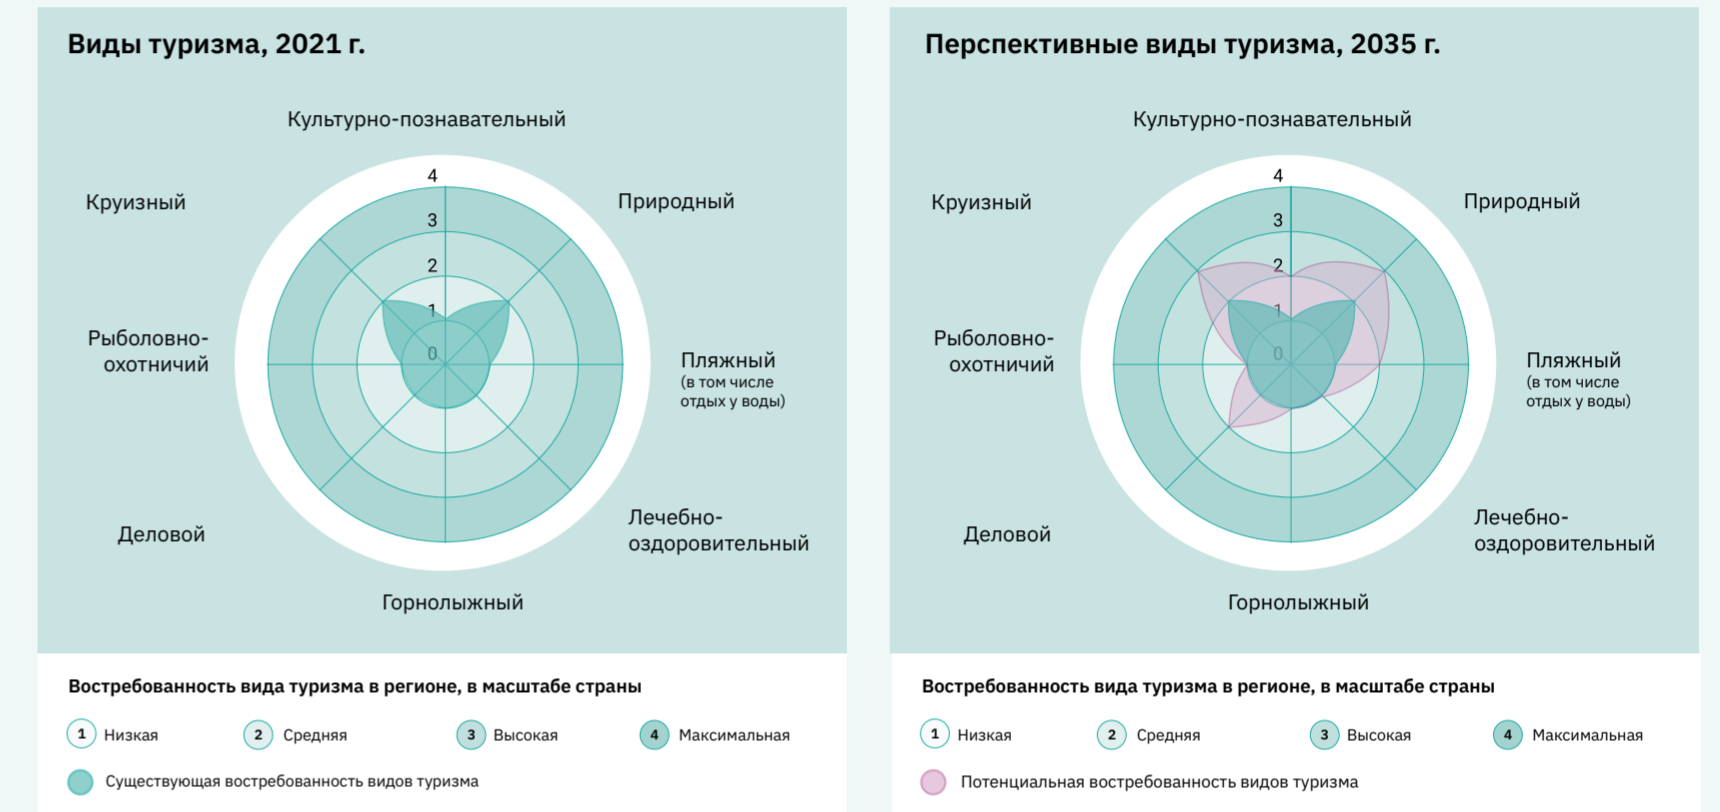 Виды туризма, 2021 г.
Культурно-познавательный
Круизный
Природный
4
3
2
1
0
Рыболовно-
охотничий
Пляжный
(в том числе
отдых у воды)
Деловой
Лечебно-
оздоровительный
Горнолыжный
Востребованность вида туризма в регионе, в масштабе страны
1 Низкая
2 Средняя
3 Высокая
4 Максимальная
Существующая востребованность видов туризма
Перспективные виды туризма, 2035 г.
Культурно-познавательный
Круизный
Природный
4
3
2
1
0
Рыболовно-
охотничий
Пляжный
(в том числе
отдых у воды)
Деловой
Лечебно-
оздоровительный
Горнолыжный
Востребованность вида туризма в регионе, в масштабе страны
1 Низкая
2 Средняя
3 Высокая
4 Максимальная
Потенциальная востребованность видов туризма